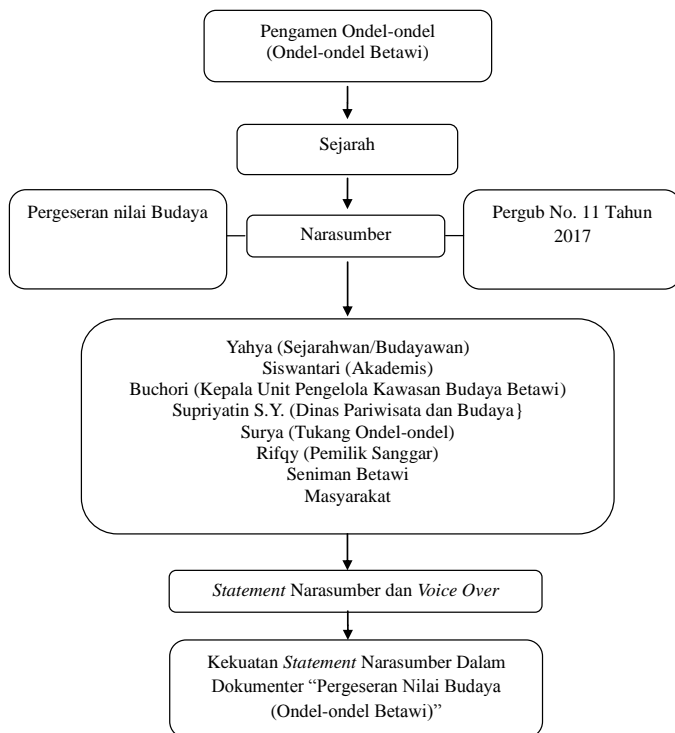 Pengamen Ondel-ondel
(Ondel-ondel Betawi)
Sejarah
Pergeseran nilai Budaya
Narasumber
Pergub No. 11 Tahun
2017
Yahya (Sejarahwan/Budayawan)
Siswantari (Akademis)
Buchori (Kepala Unit Pengelola Kawasan Budaya Betawi)
Supriyatin S.Y. (Dinas Pariwisata dan Budaya}
Surya (Tukang Ondel-ondel)
Rifqy (Pemilik Sanggar)
Seniman Betawi
Masyarakat
Statement Narasumber dan Voice Over
Kekuatan Statement Narasumber Dalam
Dokumenter “Pergeseran Nilai Budaya
(Ondel-ondel Betawi)”